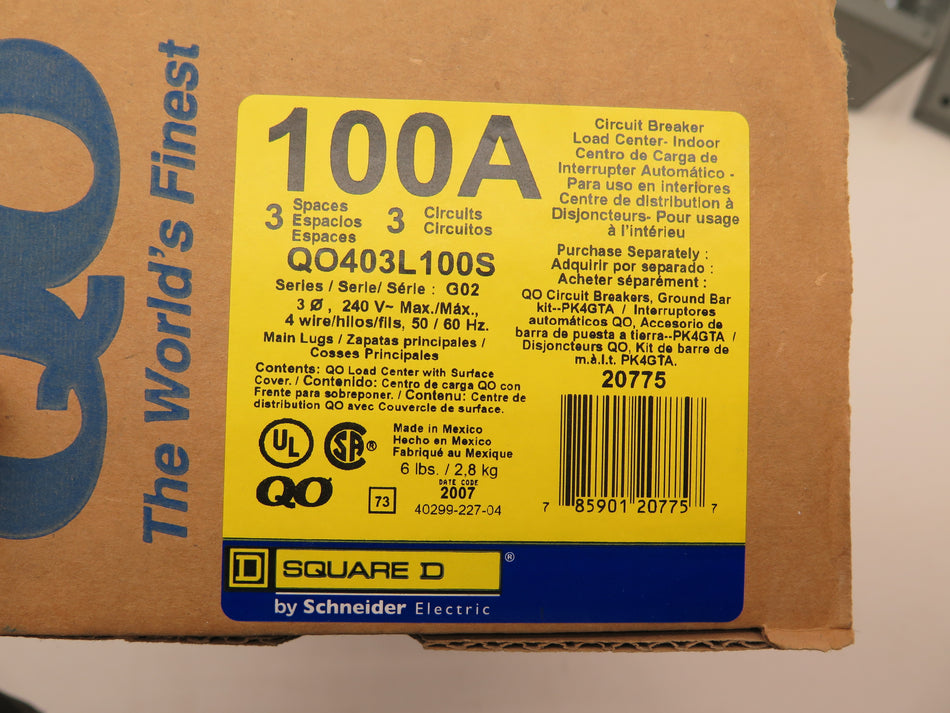 QO
The World's Finest
100A
3 Spaces
Espacios
Espaces
3 Circuits
Circuitos
QO403L100S
Series / Serie/ Série : G02
3 Ø , 240 V~ Max./Máx.,
4 wire/hilos/fils, 50 / 60 Hz.
Main Lugs / Zapatas principales /
Cosses Principales
Contents: QO Load Center with Surface
Cover. / Contenido: Centro de carga QO con
Frente para sobreponer. / Contenu: Centre de
distribution QO avec Couvercle de surface.
UL
SA®
Made in Mexico
Hecho en Mexico
Fabriqué au Mexique
6 lbs. / 2,8 kg
QO
73
DATE CODE
2007
40299-227-04
Circuit Breaker
Load Center- Indoor
Centro de Carga de
Interrupter Automático -
Para uso en interiores
Centre de distribution à
Disjoncteurs- Pour usage
à l'intérieu
Purchase Separately :
Adquirir por separado :
Acheter séparément :
QO Circuit Breakers, Ground Bar
kit--PK4GTA / Interruptores
automáticos QO, Accesorio de
barra de puesta a tierra--PK4GTA /
Disjoncteurs QO, Kit de barre de
m.à.l.t. PK4GTA.
20775
7 85901 20775 7
D SQUARE D ®
by Schneider Electric